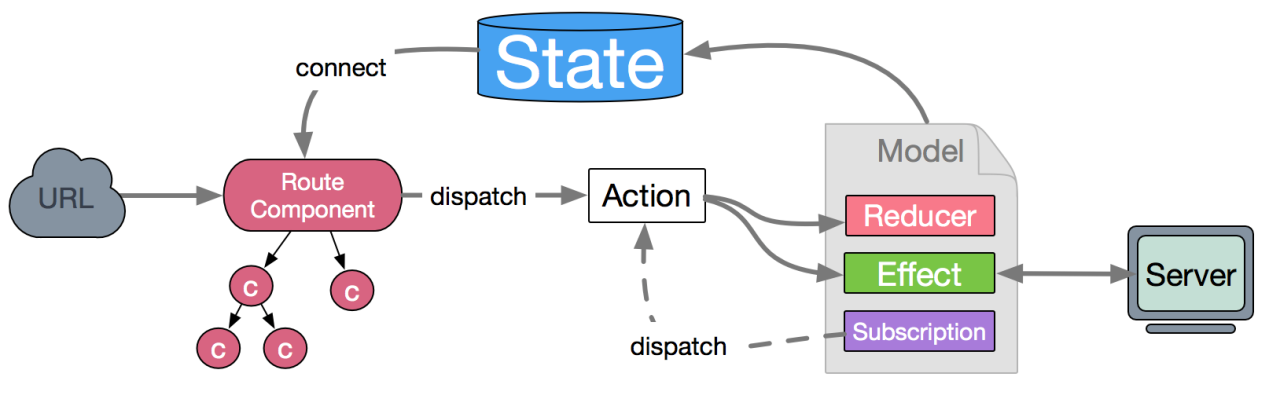 State
connect
Model
URL
Route
Component
dispatch
Action
Reducer
Effect
Server
Subscription
dispatch
C
C
C
C